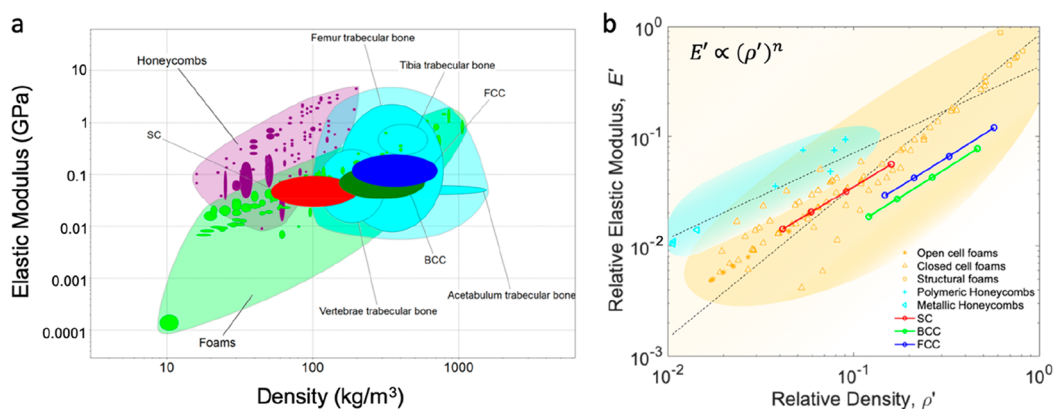 a
Elastic Modulus (GPa)
10
1
0.1
0.01
0.001
0.0001
10
100
1000
Density (kg/m³)
Honeycombs
SC
Femur trabecular bone
Tibia trabecular bone
FCC
BCC
Acetabulum trabecular bone
Vertebrae trabecular bone
Foams
b
E' ∝ (ρ')ⁿ
Relative Elastic Modulus, E'
10⁰
10⁻¹
10⁻²
10⁻³
10⁻²
10⁻¹
10⁰
Relative Density, ρ'
Open cell foams
Closed cell foams
Structural foams
Polymeric Honeycombs
Metallic Honeycombs
SC
BCC
FCC